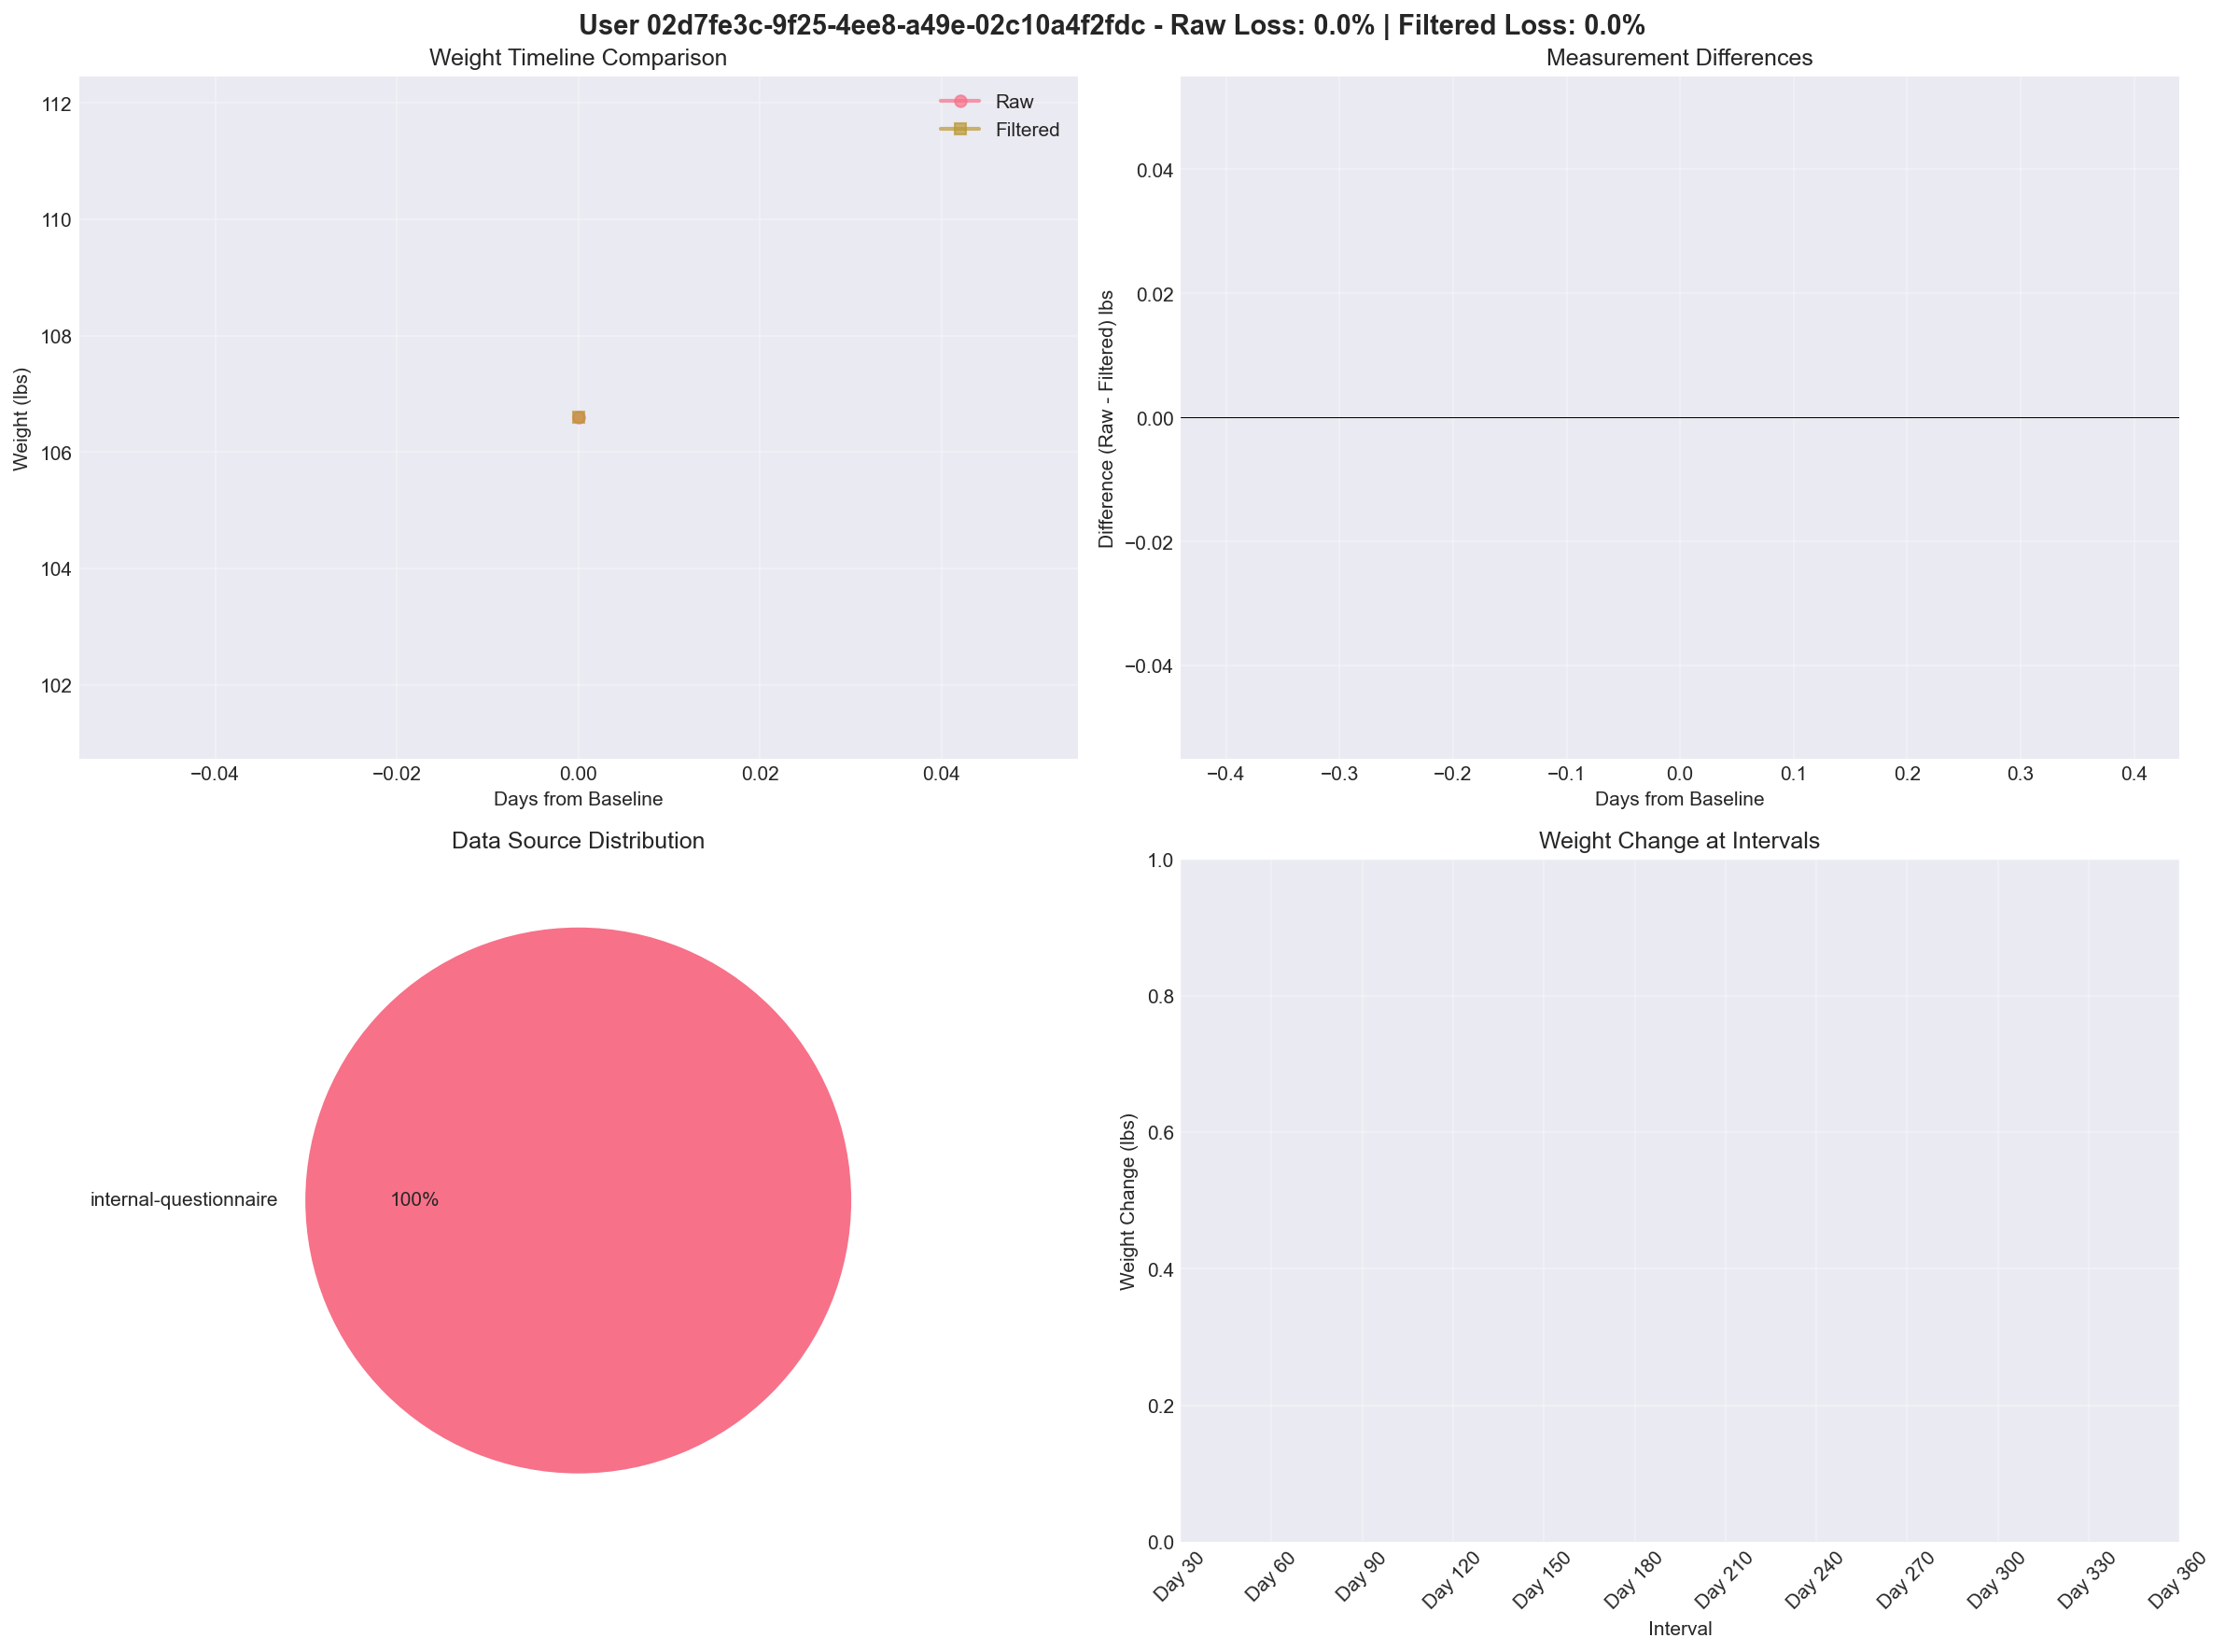 User 02d7fe3c-9f25-4ee8-a49e-02c10a4f2fdc - Raw Loss: 0.0% | Filtered Loss: 0.0%
Weight Timeline Comparison
112
110
108
106
104
102
Weight (lbs)
Raw
Filtered
−0.04 −0.02 0.00 0.02 0.04
Days from Baseline
Measurement Differences
0.04
0.02
0.00
−0.02
−0.04
Difference (Raw - Filtered) lbs
−0.4 −0.3 −0.2 −0.1 0.0 0.1 0.2 0.3 0.4
Days from Baseline
Data Source Distribution
internal-questionnaire
100%
Weight Change at Intervals
1.0
0.8
0.6
0.4
0.2
0.0
Weight Change (lbs)
Day 30 Day 60 Day 90 Day 120 Day 150 Day 180 Day 210 Day 240 Day 270 Day 300 Day 330 Day 360
Interval